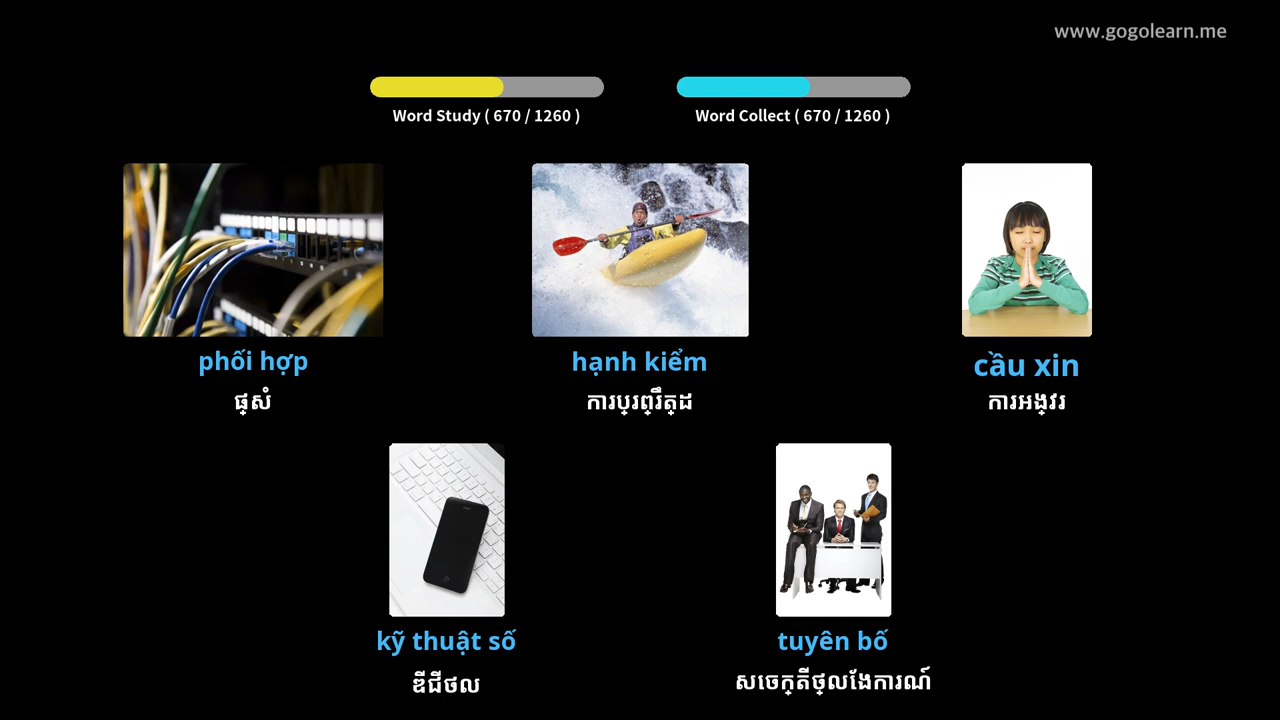 www.gogolearn.me
Word Study ( 670 / 1260 )
Word Collect ( 670 / 1260 )
phối hợp
ផ្សំ
hạnh kiểm
ការប្រព្រឹត្ដ
cầu xin
ការអង្វរ
kỹ thuật số
ឌីជីថល
tuyên bố
សេចក្តីថ្លែងការណ៍